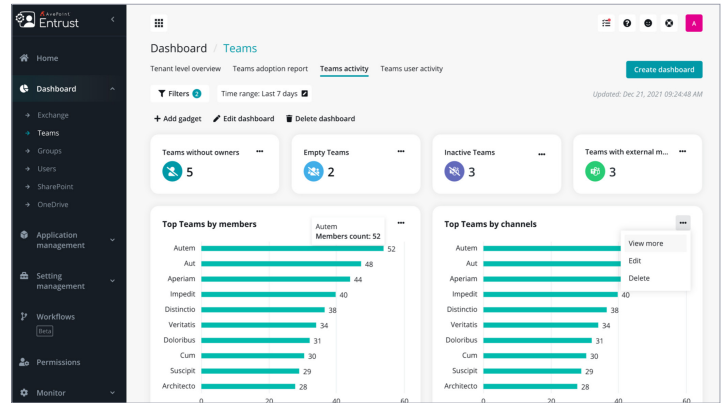 AvePoint
Entrust
Home
Dashboard
Exchange
Teams
Groups
Users
SharePoint
OneDrive
Application
management
Setting
management
Workflows
Beta
Permissions
Monitor
A
Dashboard / Teams
Tenant level overview Teams adoption report Teams activity Teams user activity
Create dashboard
Filters 2 Time range: Last 7 days
Updated: Dec 21, 2021 09:24:48 AM
+ Add gadget Edit dashboard Delete dashboard
Teams without owners ••• 
5
Empty Teams •••
2
Inactive Teams •••
3
Teams with external m... •••
3
Top Teams by members •••
Autem
Members count: 52
Autem 52
Aut 48
Aperiam 44
Impedit 40
Distinctio 38
Veritatis 34
Doloribus 31
Cum 30
Suscipit 29
Architecto 28
0 20 40 60
Top Teams by channels •••
View more
Edit
Delete
Autem
Aut
Aperiam
Impedit 40
Distinctio 38
Veritatis 34
Doloribus 31
Cum 30
Suscipit 29
Architecto 28
0 20 40 60